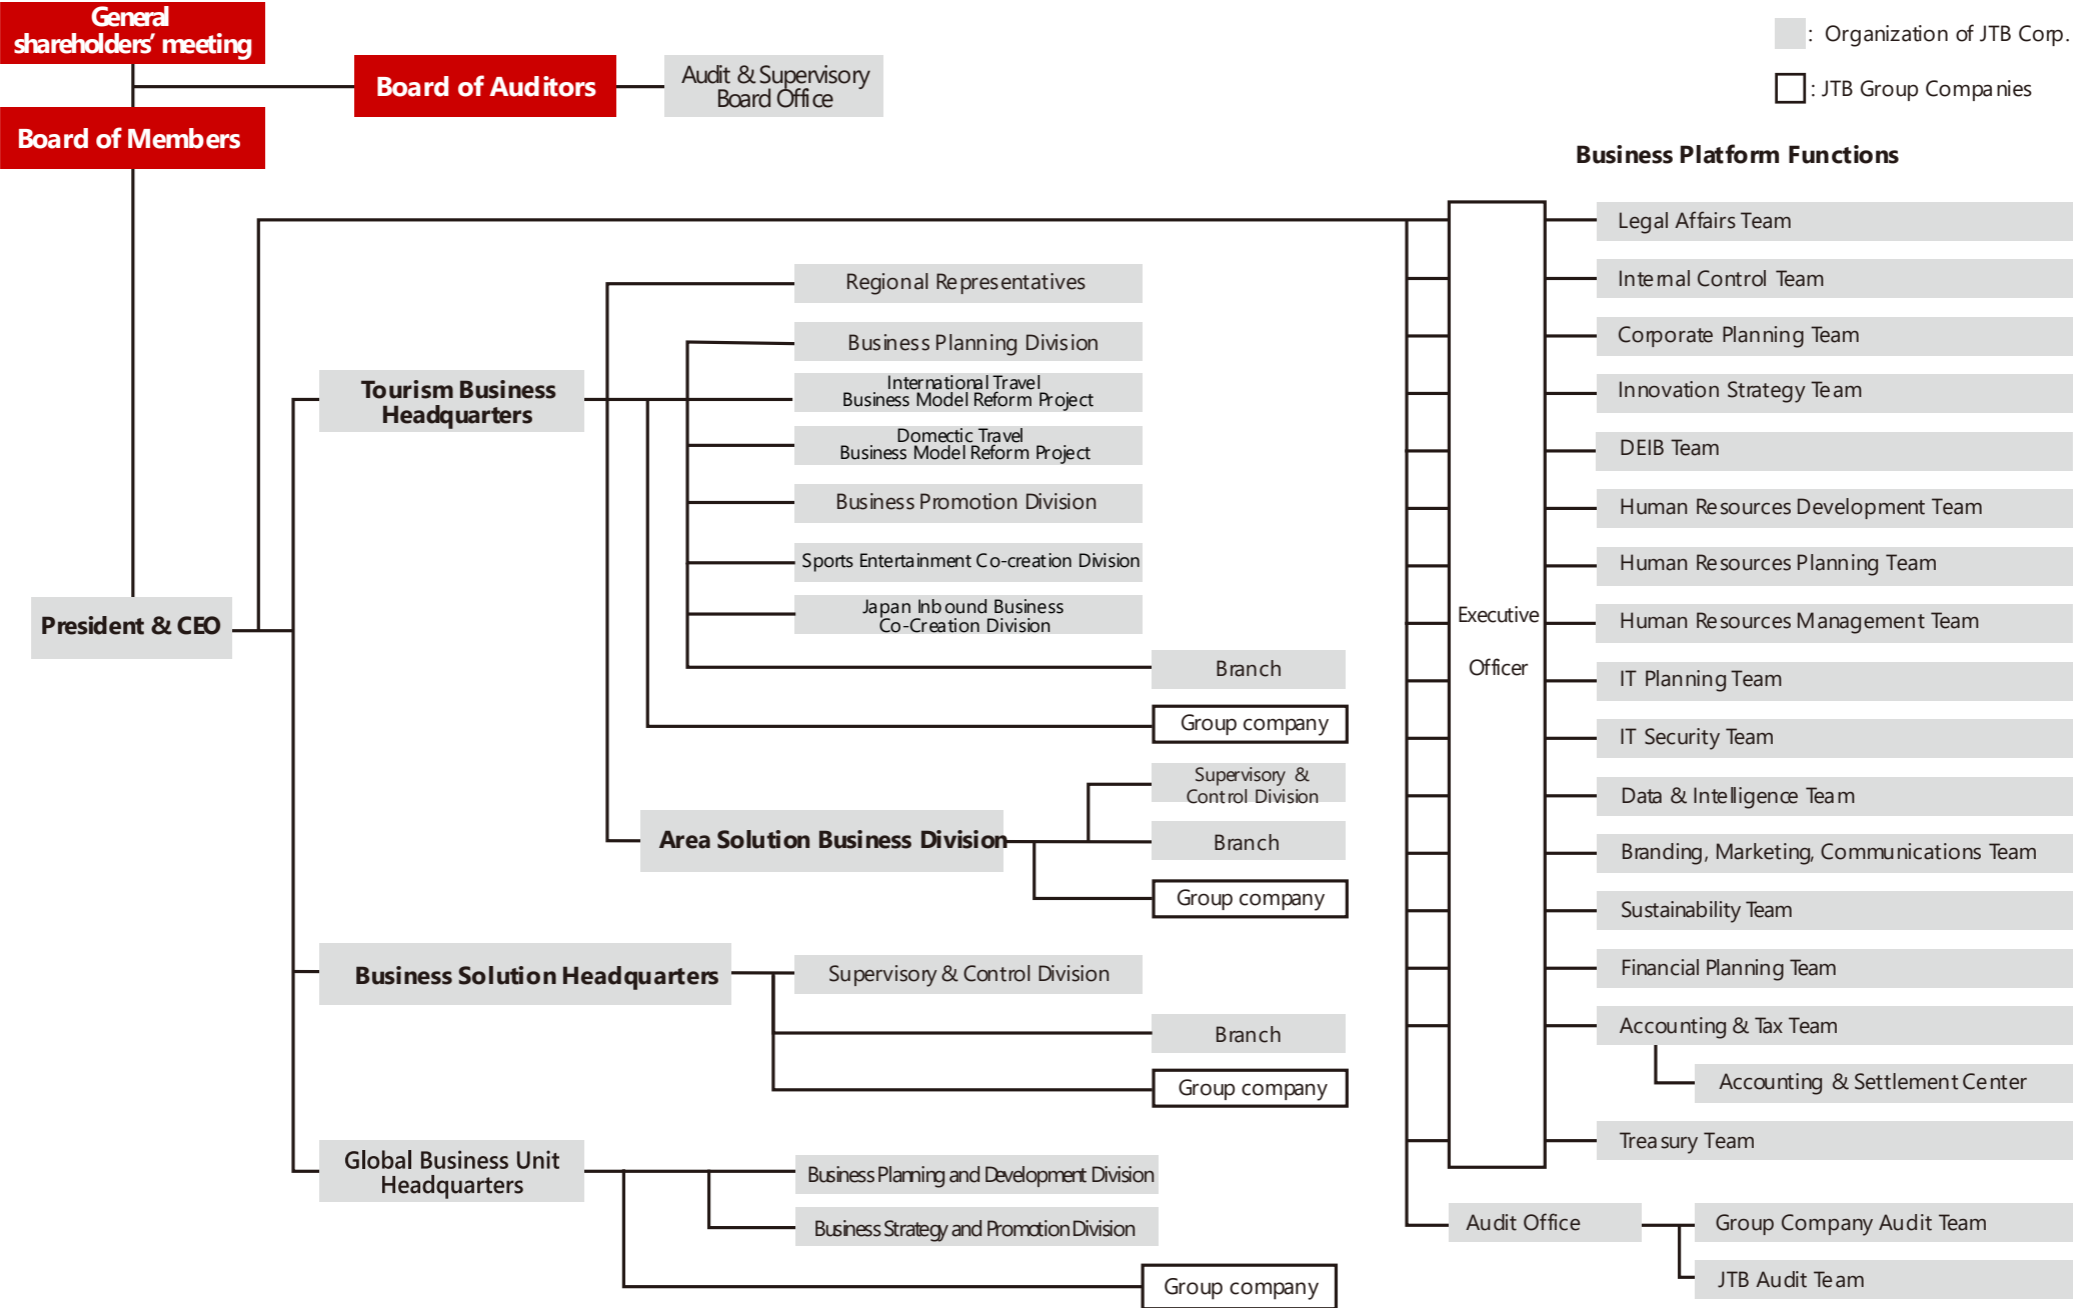 General
shareholders’ meeting
Board of Auditors
Audit & Supervisory
Board Office
Board of Members
: Organization of JTB Corp.
: JTB Group Companies
Business Platform Functions
President & CEO
Tourism Business
Headquarters
Regional Representatives
Business Planning Division
International Travel
Business Model Reform Project
Domectic Travel
Business Model Reform Project
Business Promotion Division
Sports Entertainment Co-creation Division
Japan Inbound Business
Co-Creation Division
Branch
Group company
Area Solution Business Division
Supervisory &
Control Division
Branch
Group company
Business Solution Headquarters
Supervisory & Control Division
Branch
Group company
Global Business Unit
Headquarters
Business Planning and Development Division
Business Strategy and Promotion Division
Group company
Executive
Officer
Legal Affairs Team
Internal Control Team
Corporate Planning Team
Innovation Strategy Team
DEIB Team
Human Resources Development Team
Human Resources Planning Team
Human Resources Management Team
IT Planning Team
IT Security Team
Data & Intelligence Team
Branding, Marketing, Communications Team
Sustainability Team
Financial Planning Team
Accounting & Tax Team
Accounting & Settlement Center
Treasury Team
Audit Office
Group Company Audit Team
JTB Audit Team